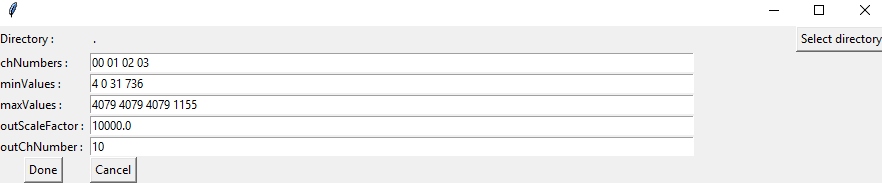 Directory : . Select directory
chNumbers : 00 01 02 03
minValues : 4 0 31 736
maxValues : 4079 4079 4079 1155
outScaleFactor : 10000.0
outChNumber : 10
Done Cancel